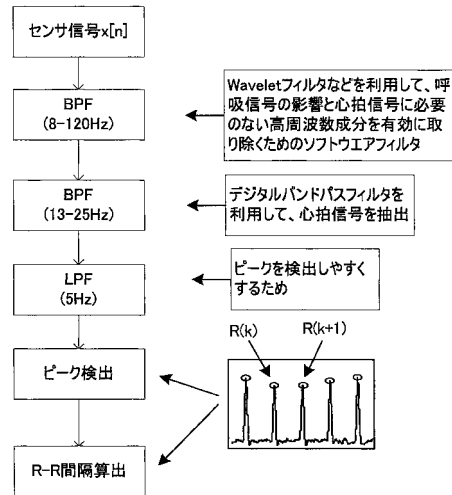 センサ信号x[n]
BPF
(8-120Hz)
Waveletフィルタなどを利用して、呼
吸信号の影響と心拍信号に必要
のない高周波数成分を有効に取
り除くためのソフトウエアフィルタ
BPF
(13-25Hz)
デジタルバンドパスフィルタを
利用して、心拍信号を抽出
LPF
(5Hz)
ピークを検出しやすく
するため
R(k)
R(k+1)
ピーク検出
R-R間隔算出